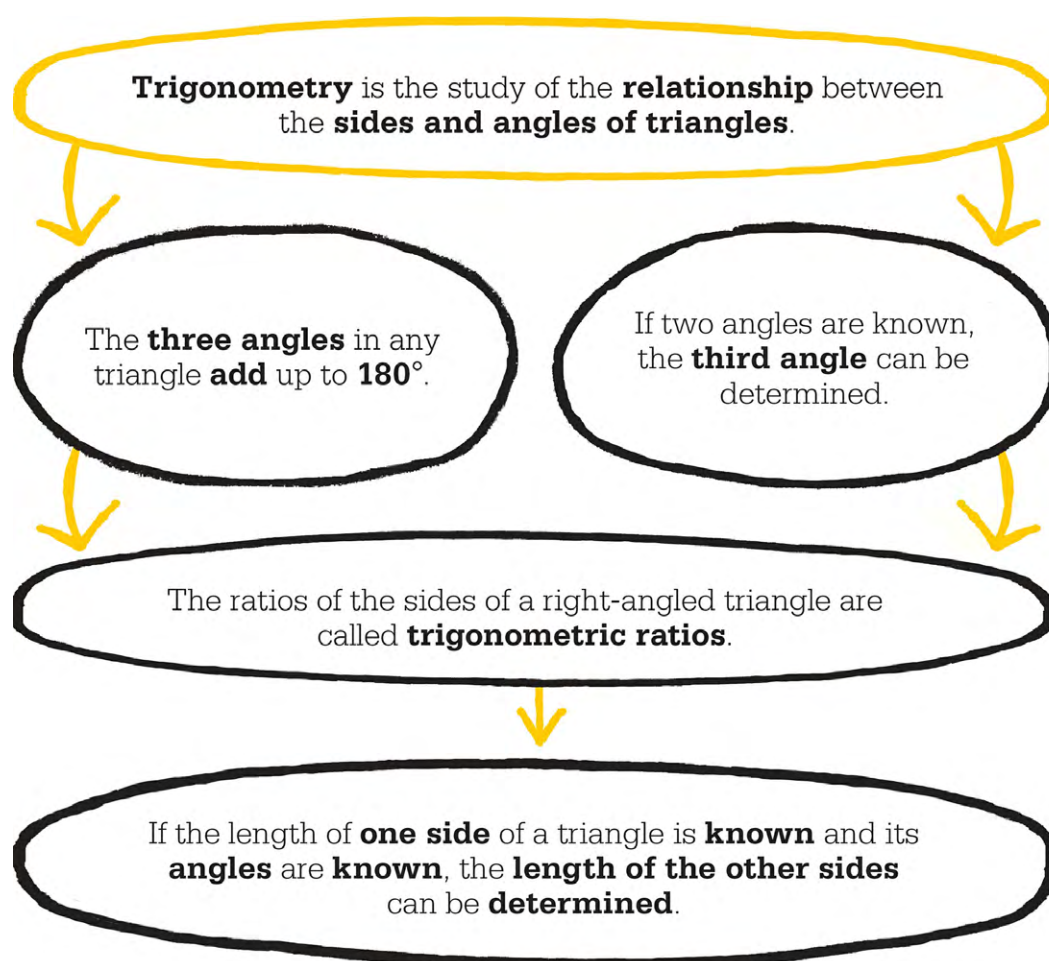 Trigonometry is the study of the relationship between
the sides and angles of triangles.
The three angles in any
triangle add up to 180°.
If two angles are known,
the third angle can be
determined.
The ratios of the sides of a right-angled triangle are
called trigonometric ratios.
If the length of one side of a triangle is known and its
angles are known, the length of the other sides
can be determined.